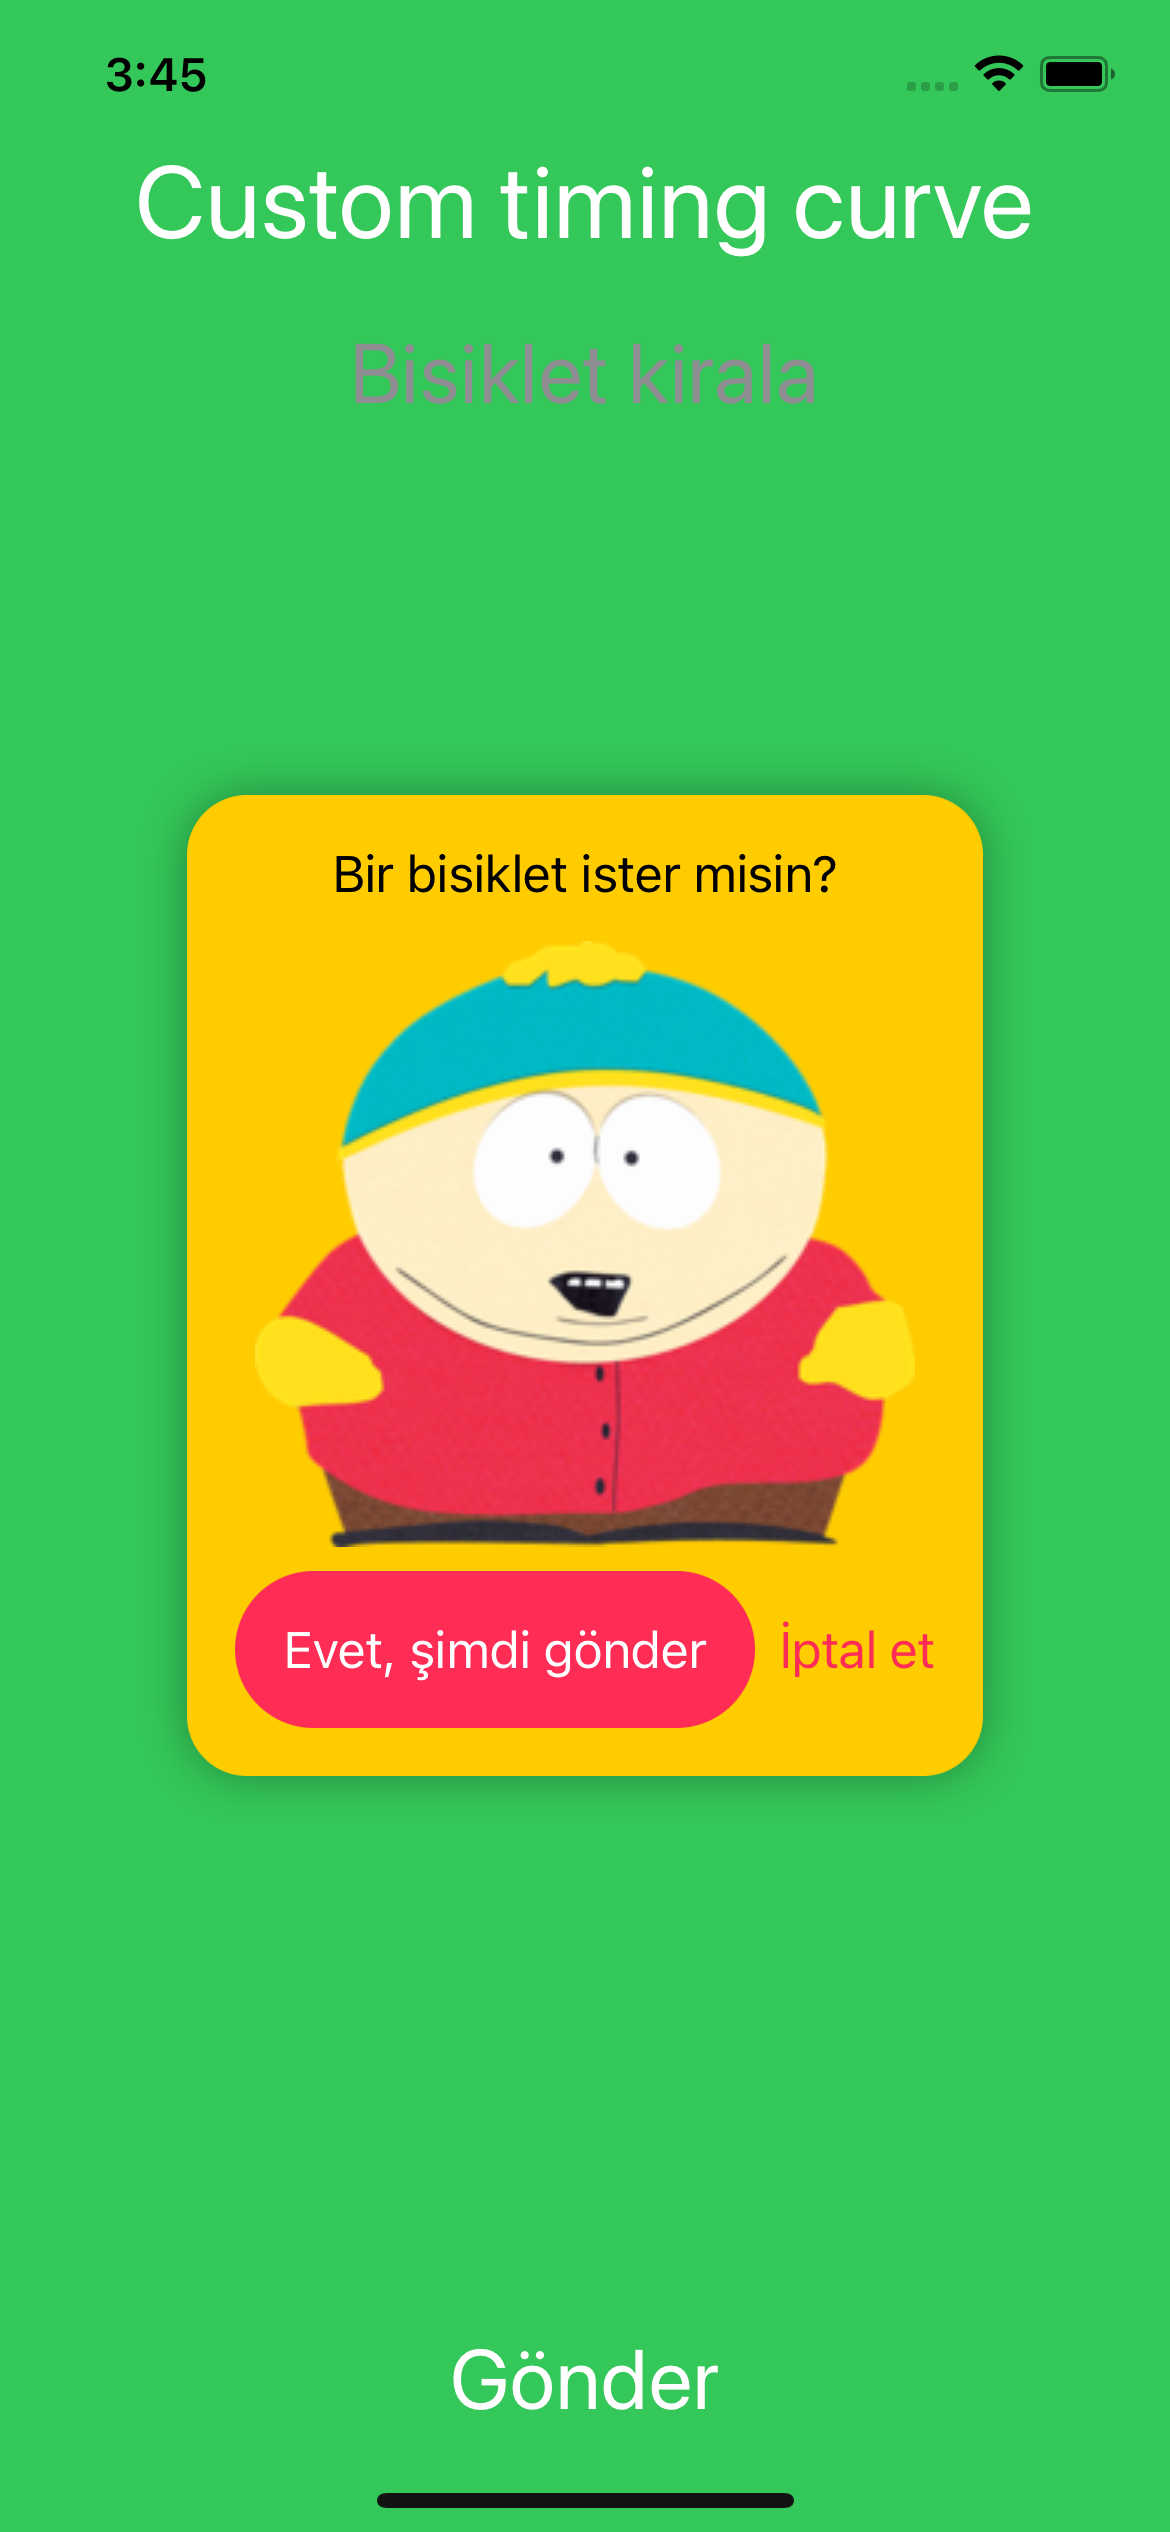 3:45
Custom timing curve
Bisiklet kirala
Bir bisiklet ister misin?
Evet, şimdi gönder
İptal et
Gönder